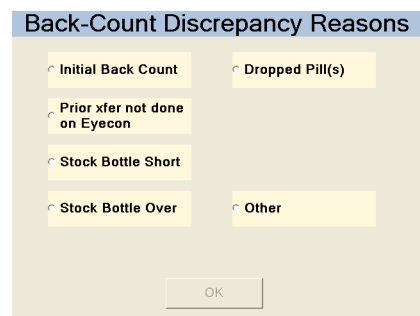 Back-Count Discrepancy Reasons
Initial Back Count
Dropped Pill(s)
Prior xfer not done
on Eyecon
Stock Bottle Short
Stock Bottle Over
Other
OK